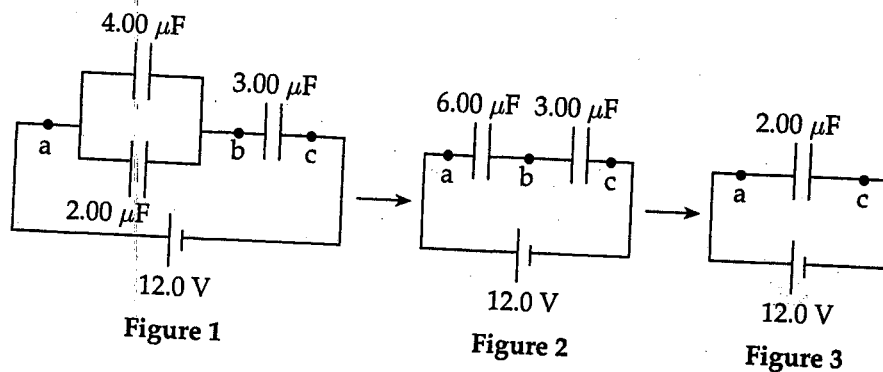 4.00 μF
3.00 μF
a
b
c
2.00 μF
12.0 V
Figure 1
6.00 μF
3.00 μF
a
b
c
12.0 V
Figure 2
2.00 μF
a
c
12.0 V
Figure 3